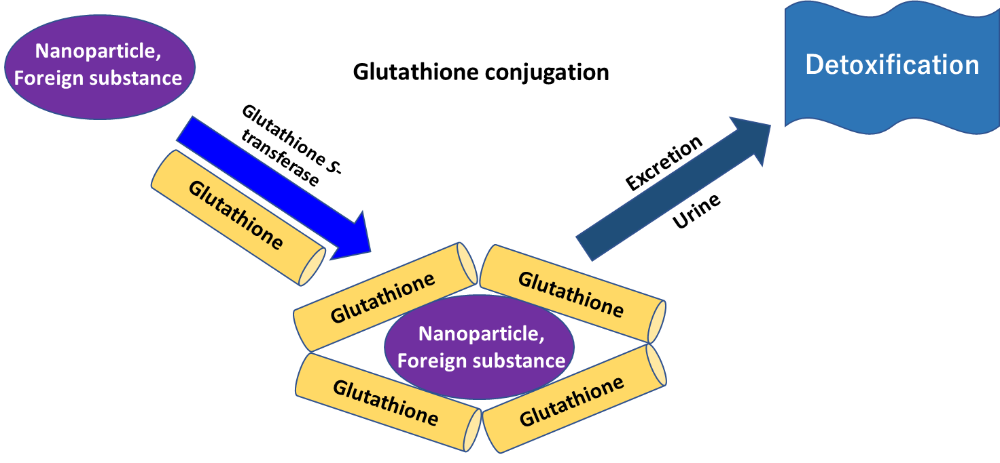 Nanoparticle,
Foreign substance
Glutathione conjugation
Detoxification
Glutathione S-
transferase
Glutathione
Excretion
Urine
Glutathione
Glutathione
Nanoparticle,
Foreign substance
Glutathione
Glutathione